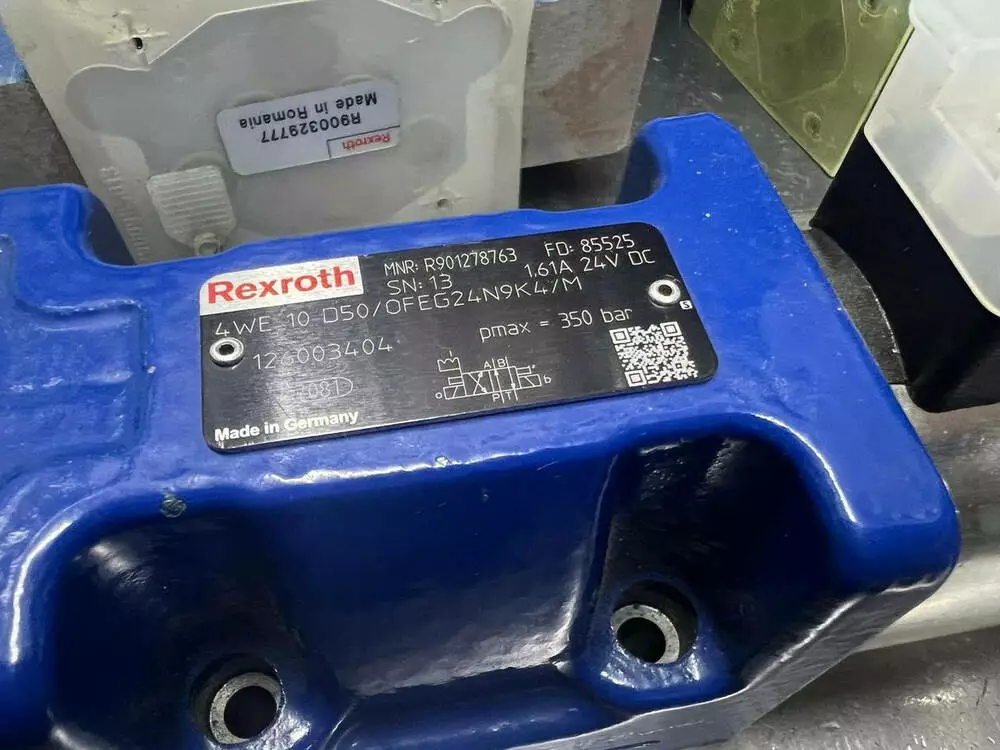 R900329777
Made in Romania
Rexroth
Rexroth
MNR: R901278763
FD: 85525
SN: 13
1.61A 24V DC
4WE 10 D50/OFEG24N9K4/M
S
126003404
pmax = 350 bar
A B
a
b
P T
Made in Germany